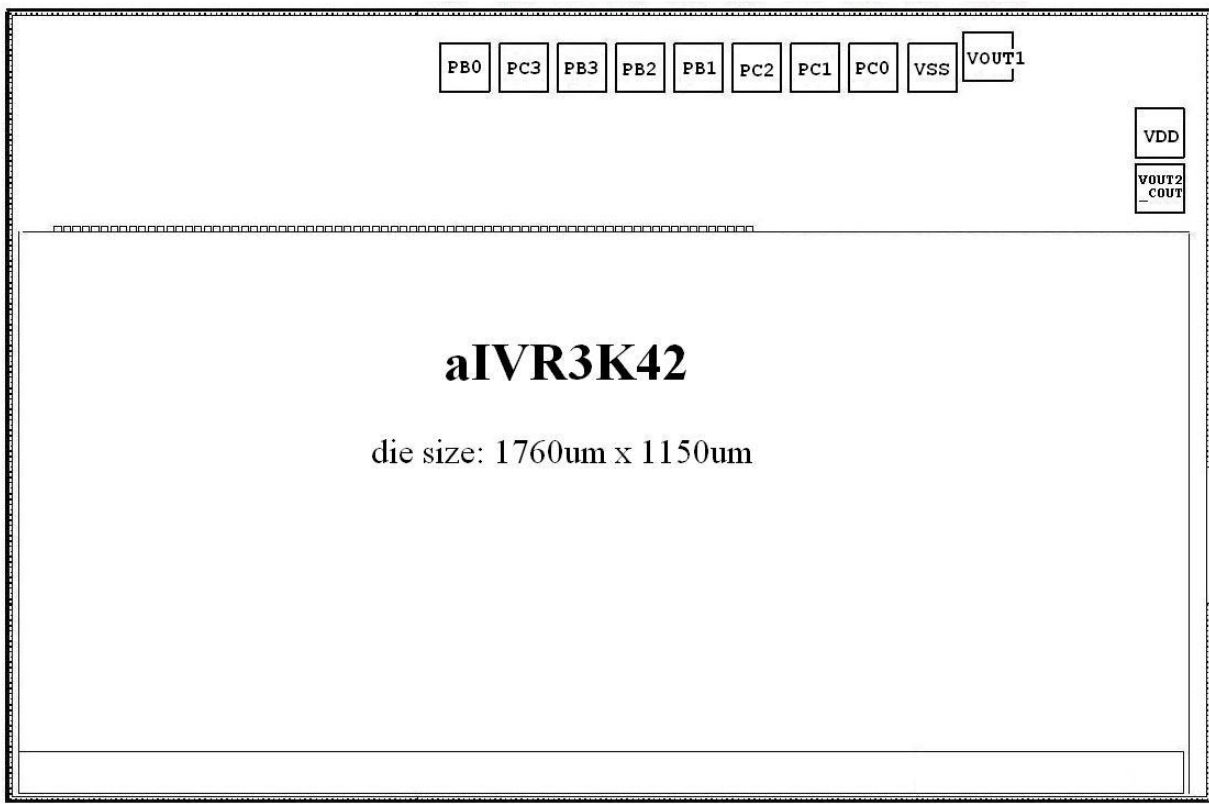 PB0 PC3 PB3 PB2 PB1 PC2 PC1 PC0 VSS VOUT1
VDD
VOUT2
_COUT
aIVR3K42
die size: 1760um x 1150um